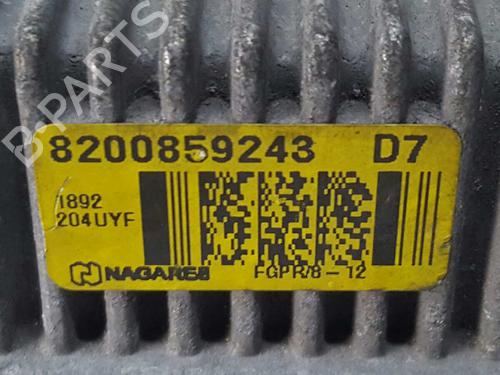 B-PARTS
8200859243 D7
1892
204UYF
NAGARES FGPR/8-12